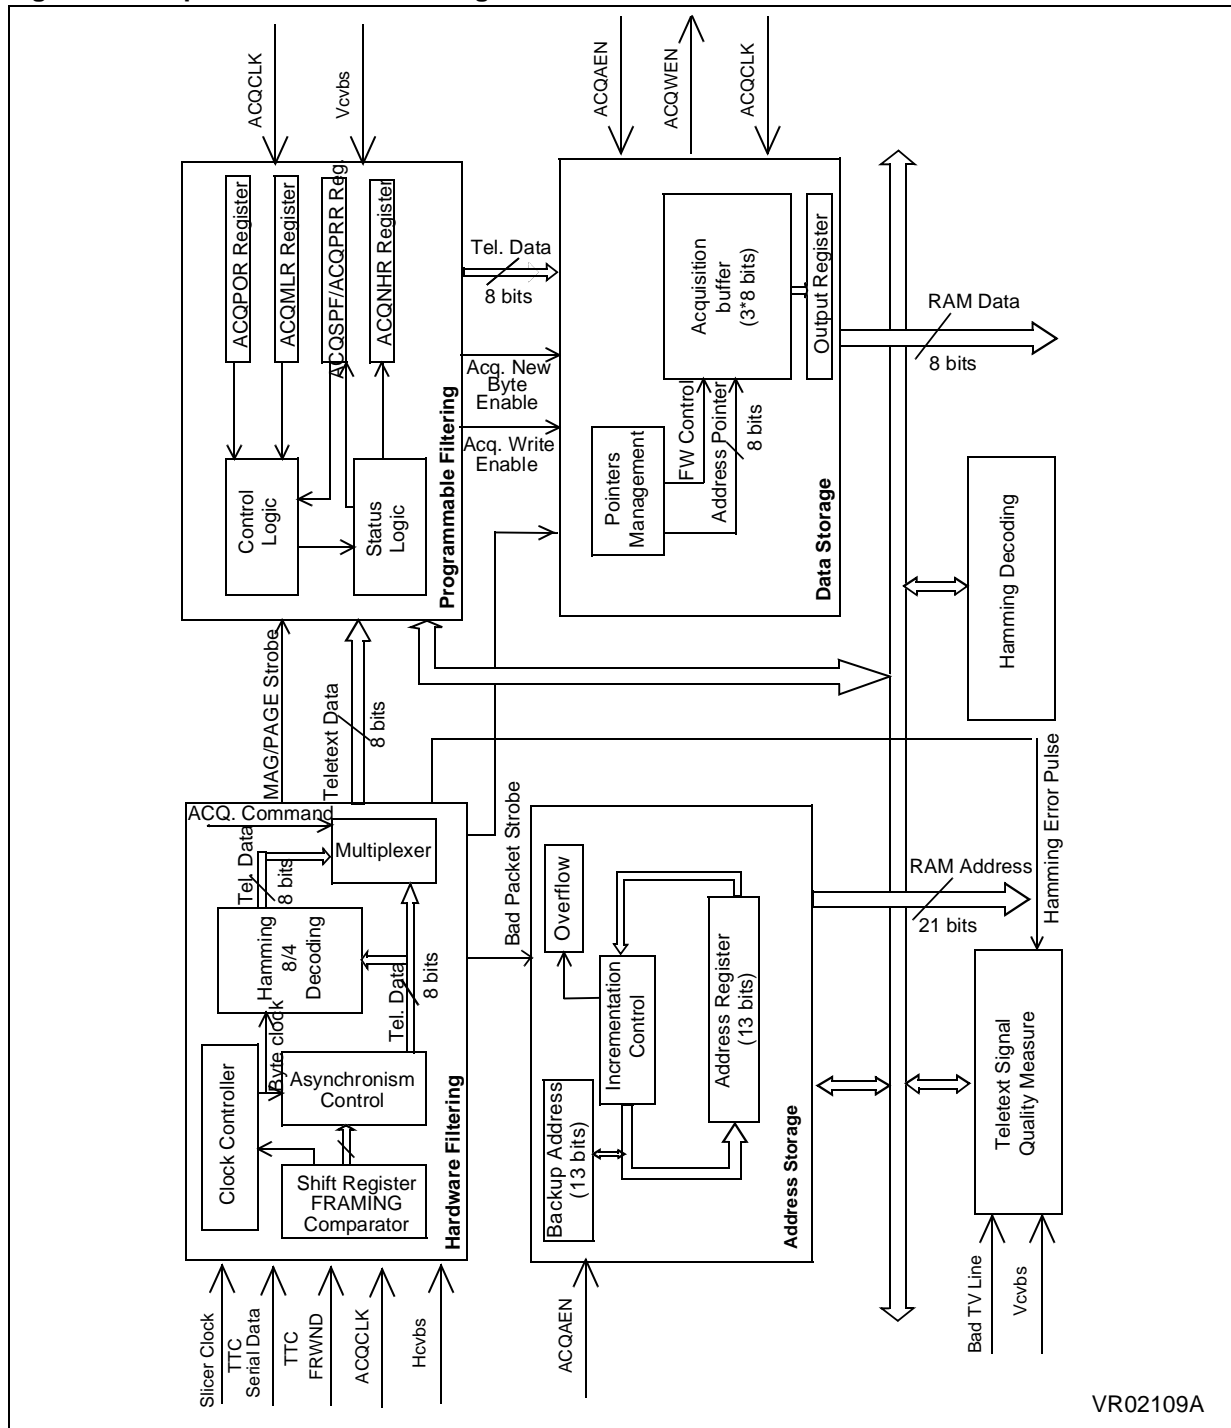 ACQCLK
Vcvbs
ACQAEN
ACQWEN
ACQCLK
ACQPOR Register
ACQMLR Register
ACQSPF/ACQPRR Reg.
ACQNHR Register
Control
Logic
Status
Logic
Programmable Filtering
Tel. Data
8 bits
Acq. New
Byte
Enable
Acq. Write
Enable
Acquisition
buffer
(3*8 bits)
Output Register
Pointers
Management
FW Control
Address Pointer
8 bits
Data Storage
RAM Data
8 bits
Hamming Decoding
MAG/PAGE Strobe
Teletext Data
8 bits
ACQ. Command
Multiplexer
Tel. Data
8 bits
Hamming
8/4
Decoding
Tel. Data
8 bits
Byte clock
Clock Controller
Asynchronism
Control
Shift Register
FRAMING
Comparator
Hardware Filtering
Bad Packet Strobe
Overflow
Incrementation
Control
Address Register
(13 bits)
Backup Address
(13 bits)
Address Storage
RAM Address
21 bits
Hamming Error Pulse
Teletext Signal
Quality Measure
Slicer Clock
TTC
Serial Data
TTC
FRWND
ACQCLK
Hcvbs
ACQAEN
Bad TV Line
Vcvbs
VR02109A